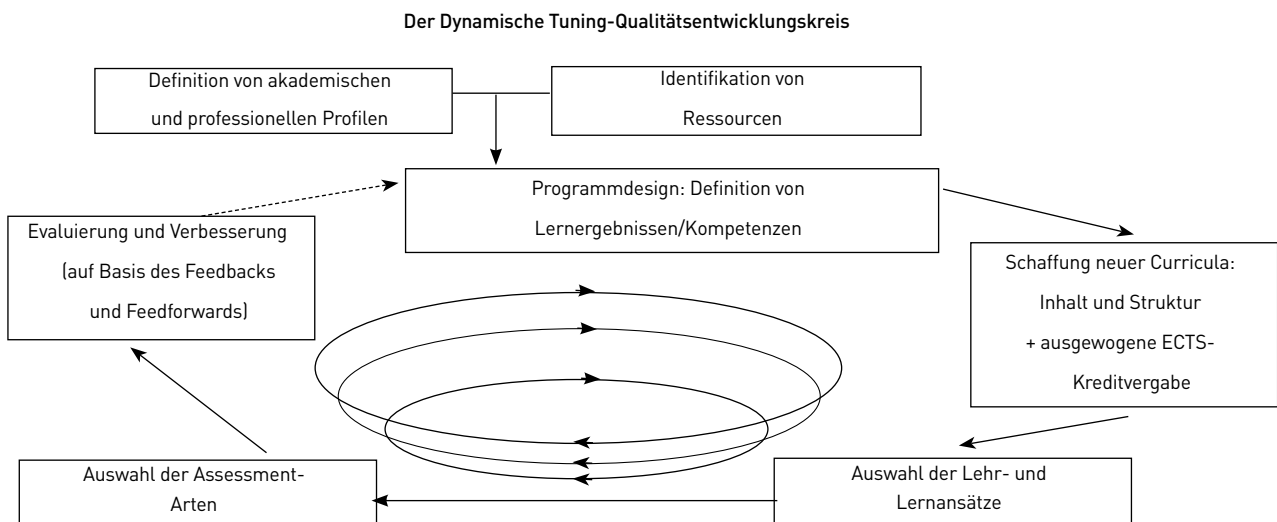 Der Dynamische Tuning-Qualitätsentwicklungskreis
Definition von akademischen
und professionellen Profilen
Identifikation von
Ressourcen
Programmdesign: Definition von
Lernergebnissen/Kompetenzen
Evaluierung und Verbesserung
(auf Basis des Feedbacks
und Feedforwards)
Schaffung neuer Curricula:
Inhalt und Struktur
+ ausgewogene ECTS-
Kreditvergabe
Auswahl der Assessment-
Arten
Auswahl der Lehr- und
Lernansätze